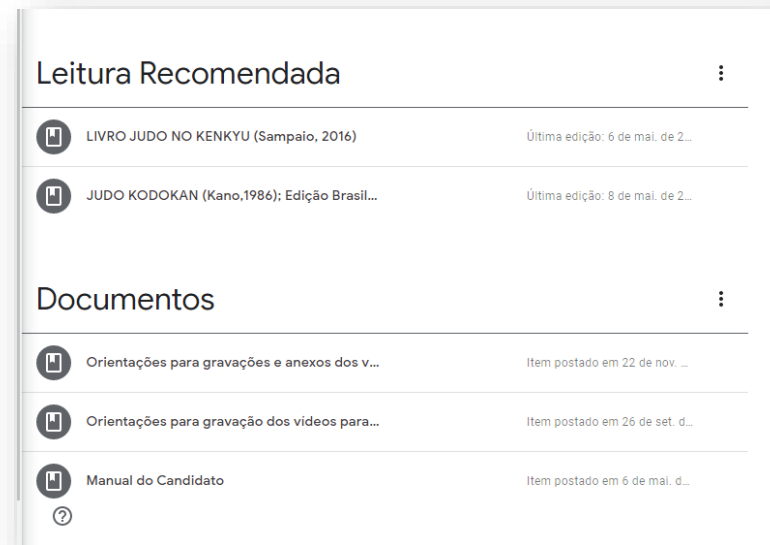 Leitura Recomendada
LIVRO JUDO NO KENKYU (Sampaio, 2016)
Última edição: 6 de mai. de 2...
JUDO KODOKAN (Kano,1986); Edição Brasil...
Última edição: 8 de mai. de 2...
Documentos
Orientações para gravações e anexos dos v...
Item postado em 22 de nov. ...
Orientações para gravação dos vídeos para...
Item postado em 26 de set. d...
Manual do Candidato
Item postado em 6 de mai. d...